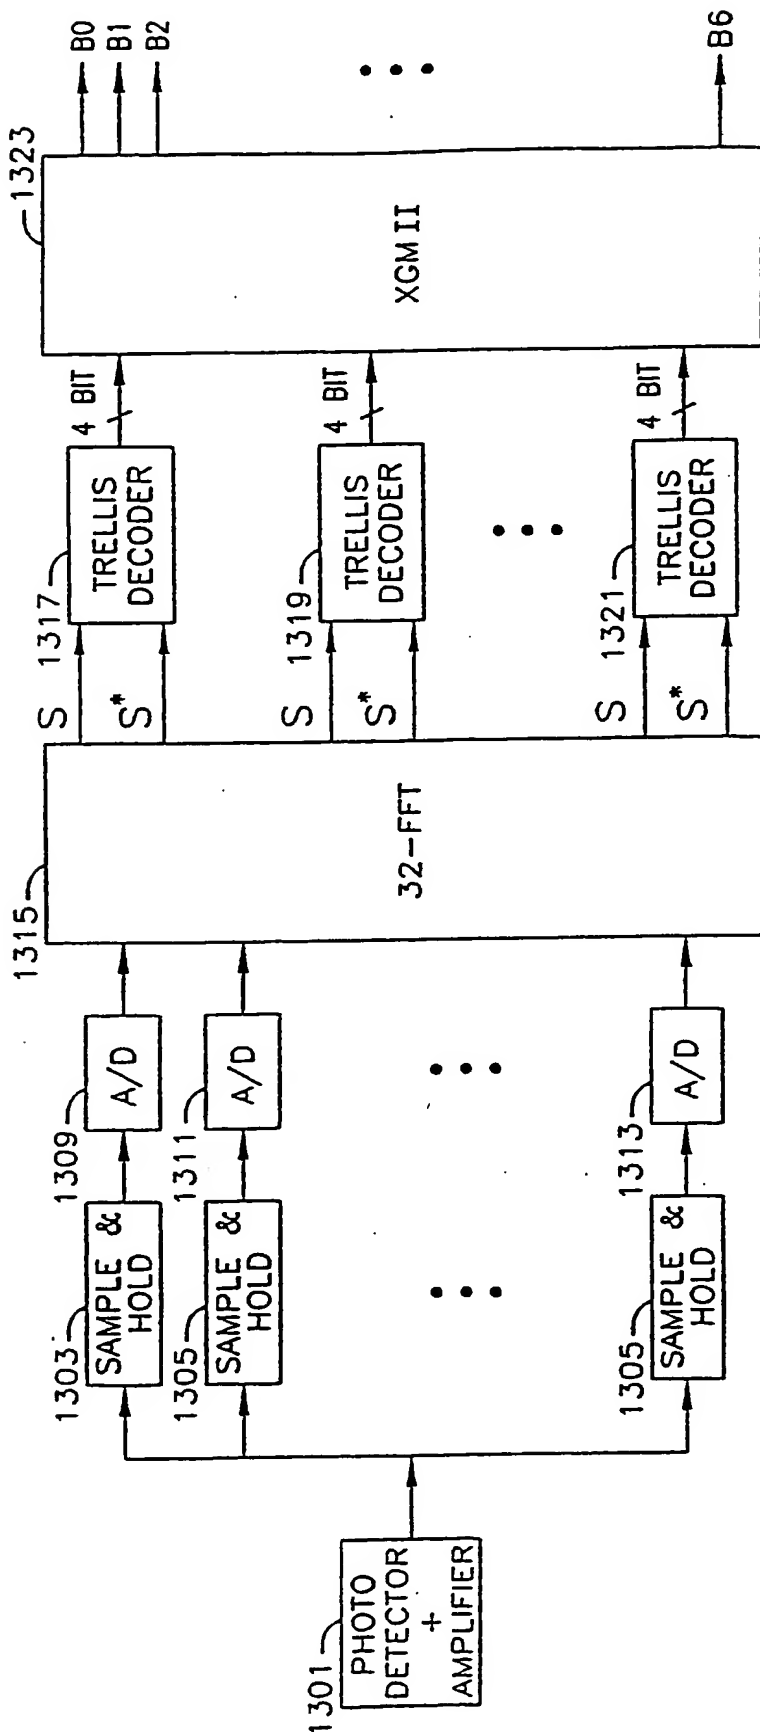 1301
PHOTO
DETECTOR
+
AMPLIFIER
1303
SAMPLE &
HOLD
1305
SAMPLE &
HOLD
1305
SAMPLE &
HOLD
1309
A/D
1311
A/D
1313
A/D
1315
32-FFT
S
S*
S
S*
S
S*
1317
TRELLIS
DECODER
1319
TRELLIS
DECODER
1321
TRELLIS
DECODER
4 BIT
4 BIT
4 BIT
1323
XGM II
B0
B1
B2
B6